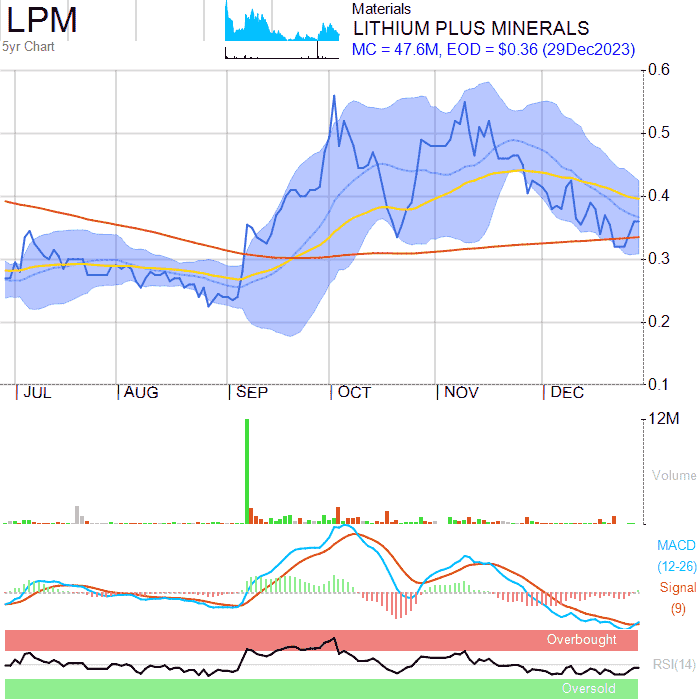 LPM
5yr Chart
Materials
LITHIUM PLUS MINERALS
MC = 47.6M, EOD = $0.36 (29Dec2023)
0.6
0.5
0.4
0.3
0.2
0.1
JUL AUG SEP OCT NOV DEC
12M
Volume
MACD
(12-26)
Signal
(9)
Overbought
RSI(14)
Oversold